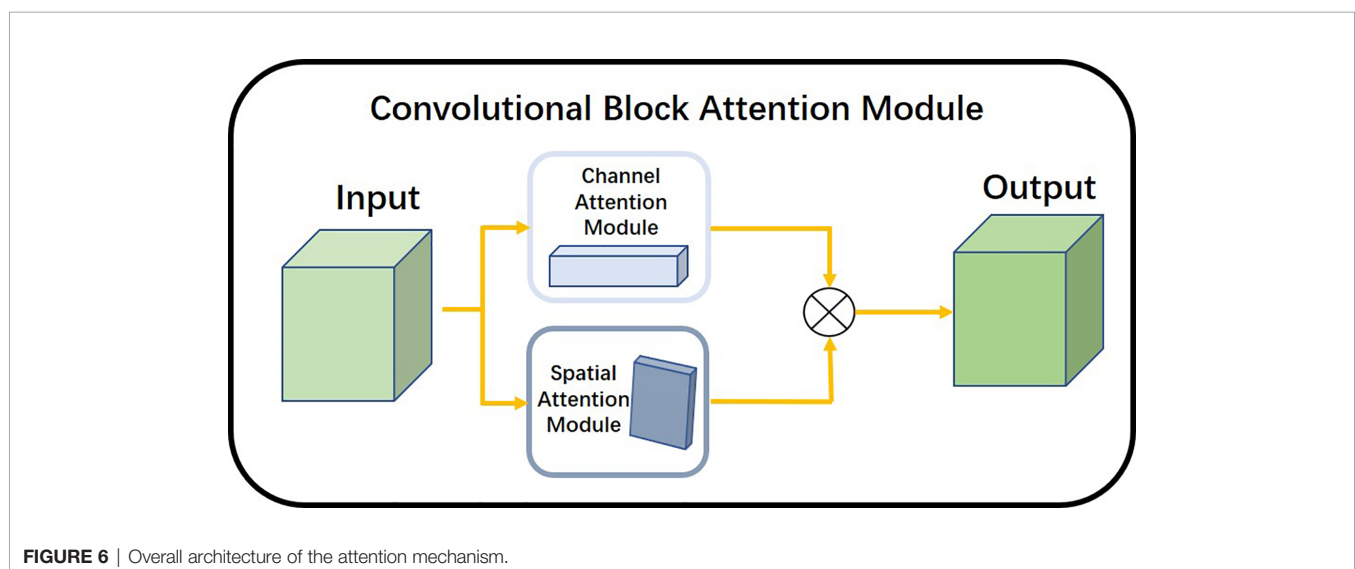 Convolutional Block Attention Module
Input
Channel
Attention
Module
Spatial
Attention
Module
Output
FIGURE 6 | Overall architecture of the attention mechanism.